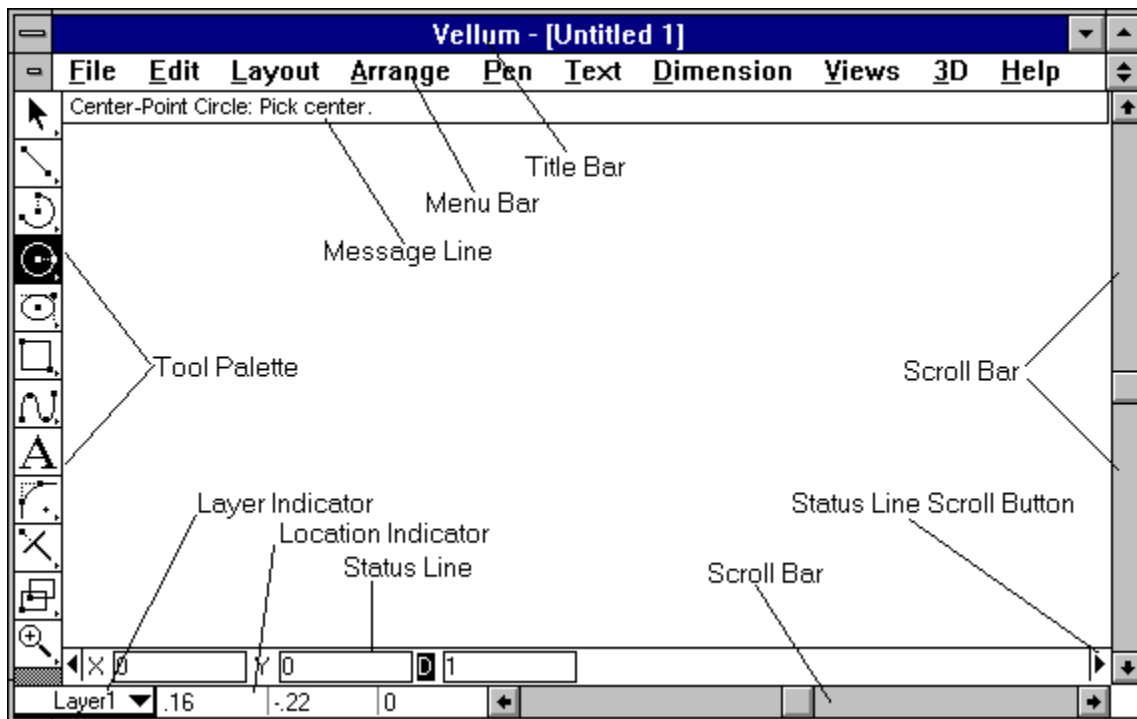 Vellum - [Untitled 1]
File Edit Layout Arrange Pen Text Dimension Views 3D Help
Center-Point Circle: Pick center.
Title Bar
Menu Bar
Message Line
Tool Palette
Scroll Bar
A
Layer Indicator
Status Line Scroll Button
Location Indicator
Status Line
Scroll Bar
X 0 Y 0 D 1
Layer1 .16 -.22 0